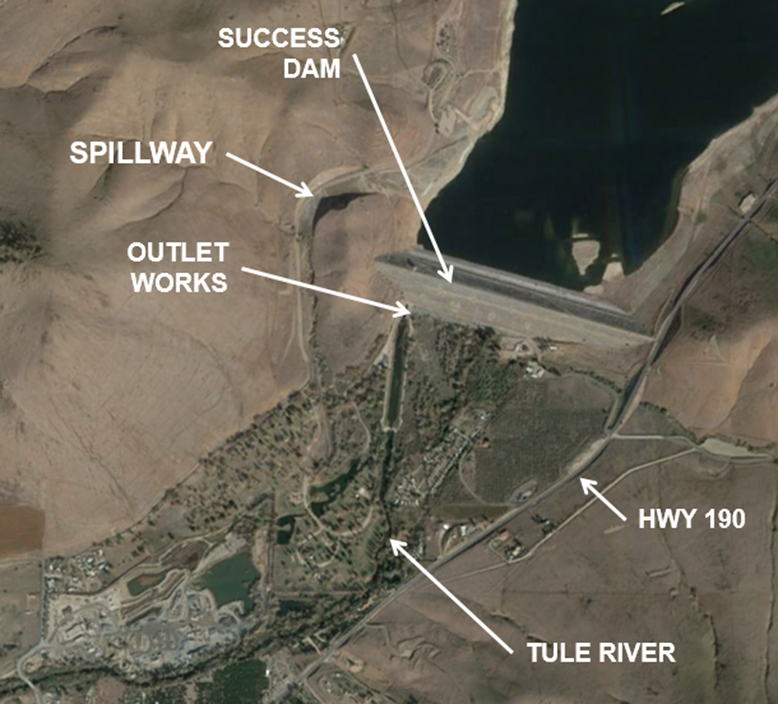 SUCCESS
DAM
SPILLWAY
OUTLET
WORKS
HWY 190
TULE RIVER